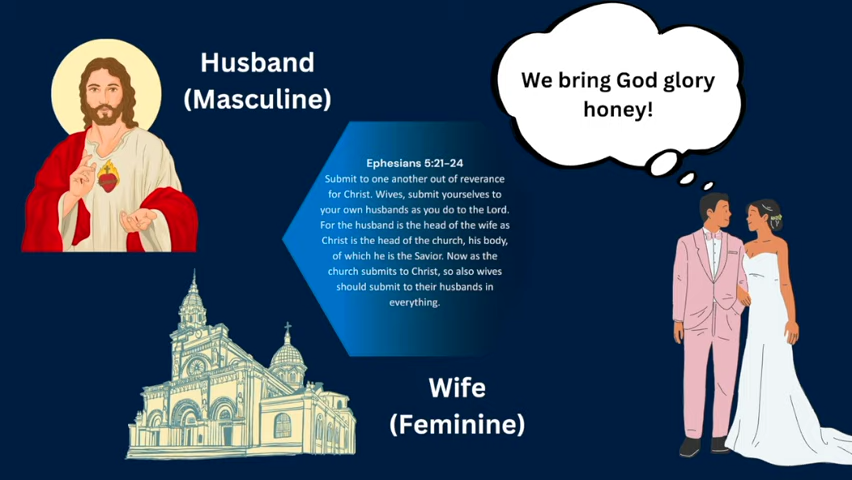 Husband
(Masculine)
We bring God glory
honey!
Ephesians 5:21-24
Submit to one another out of reverance
for Christ. Wives, submit yourselves to
your own husbands as you do to the Lord.
For the husband is the head of the wife as
Christ is the head of the church, his body,
of which he is the Savior. Now as the
church submits to Christ, so also wives
should submit to their husbands in
everything.
Wife
(Feminine)